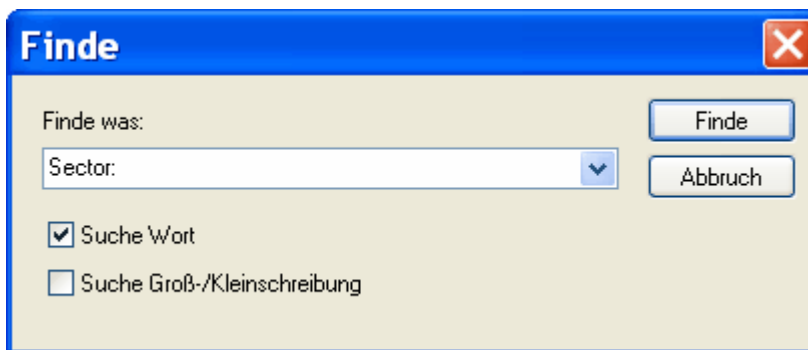 Finde
Finde was:
Finde
Sector:
Abbruch
Suche Wort
Suche Groß-/Kleinschreibung